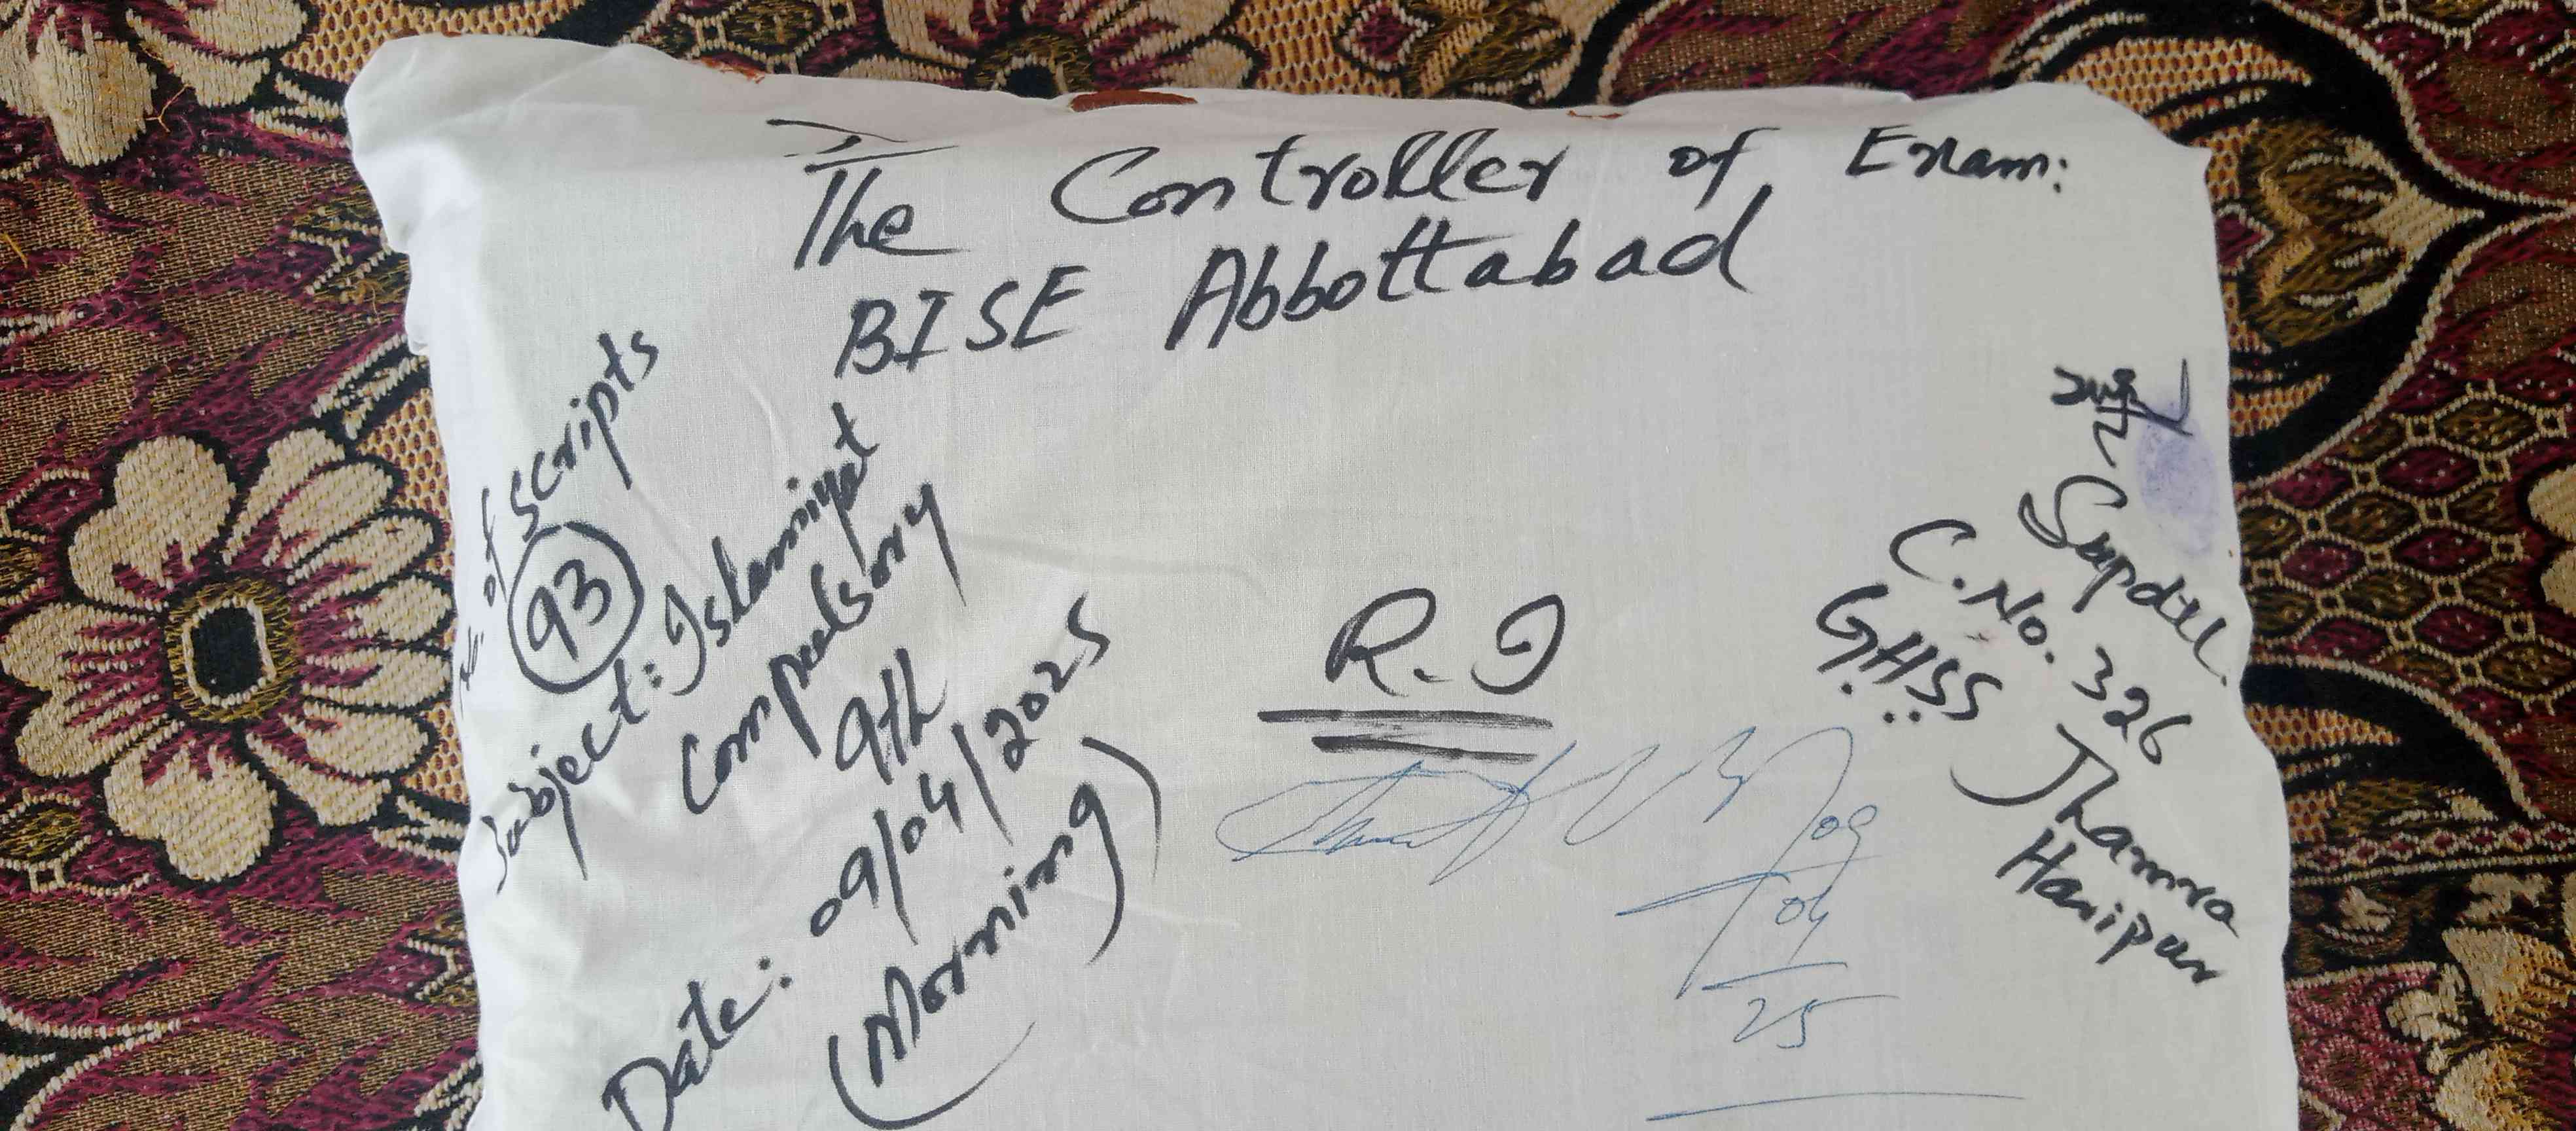 The Controller of Exam:
BISE Abbottabad
No. of Scripts
93
Subject: Islamiyat
Compulsory
9th
Date: 09/04/2025
(Morning)
R.I
09
04
25
Supdtt.
C.No. 326
GHSS Jhamra
Haripur